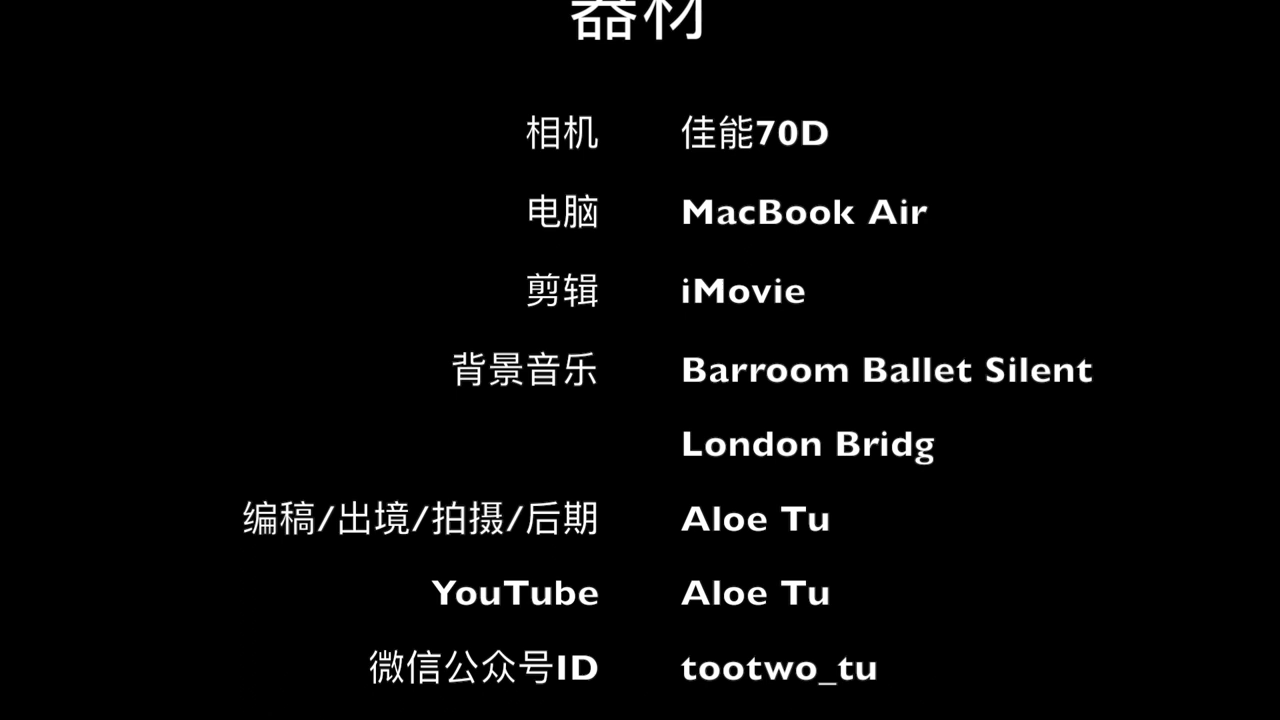 器材
相机 佳能70D
电脑 MacBook Air
剪辑 iMovie
背景音乐 Barroom Ballet Silent
London Bridg
编稿/出境/拍摄/后期 Aloe Tu
YouTube Aloe Tu
微信公众号ID tootwo_tu